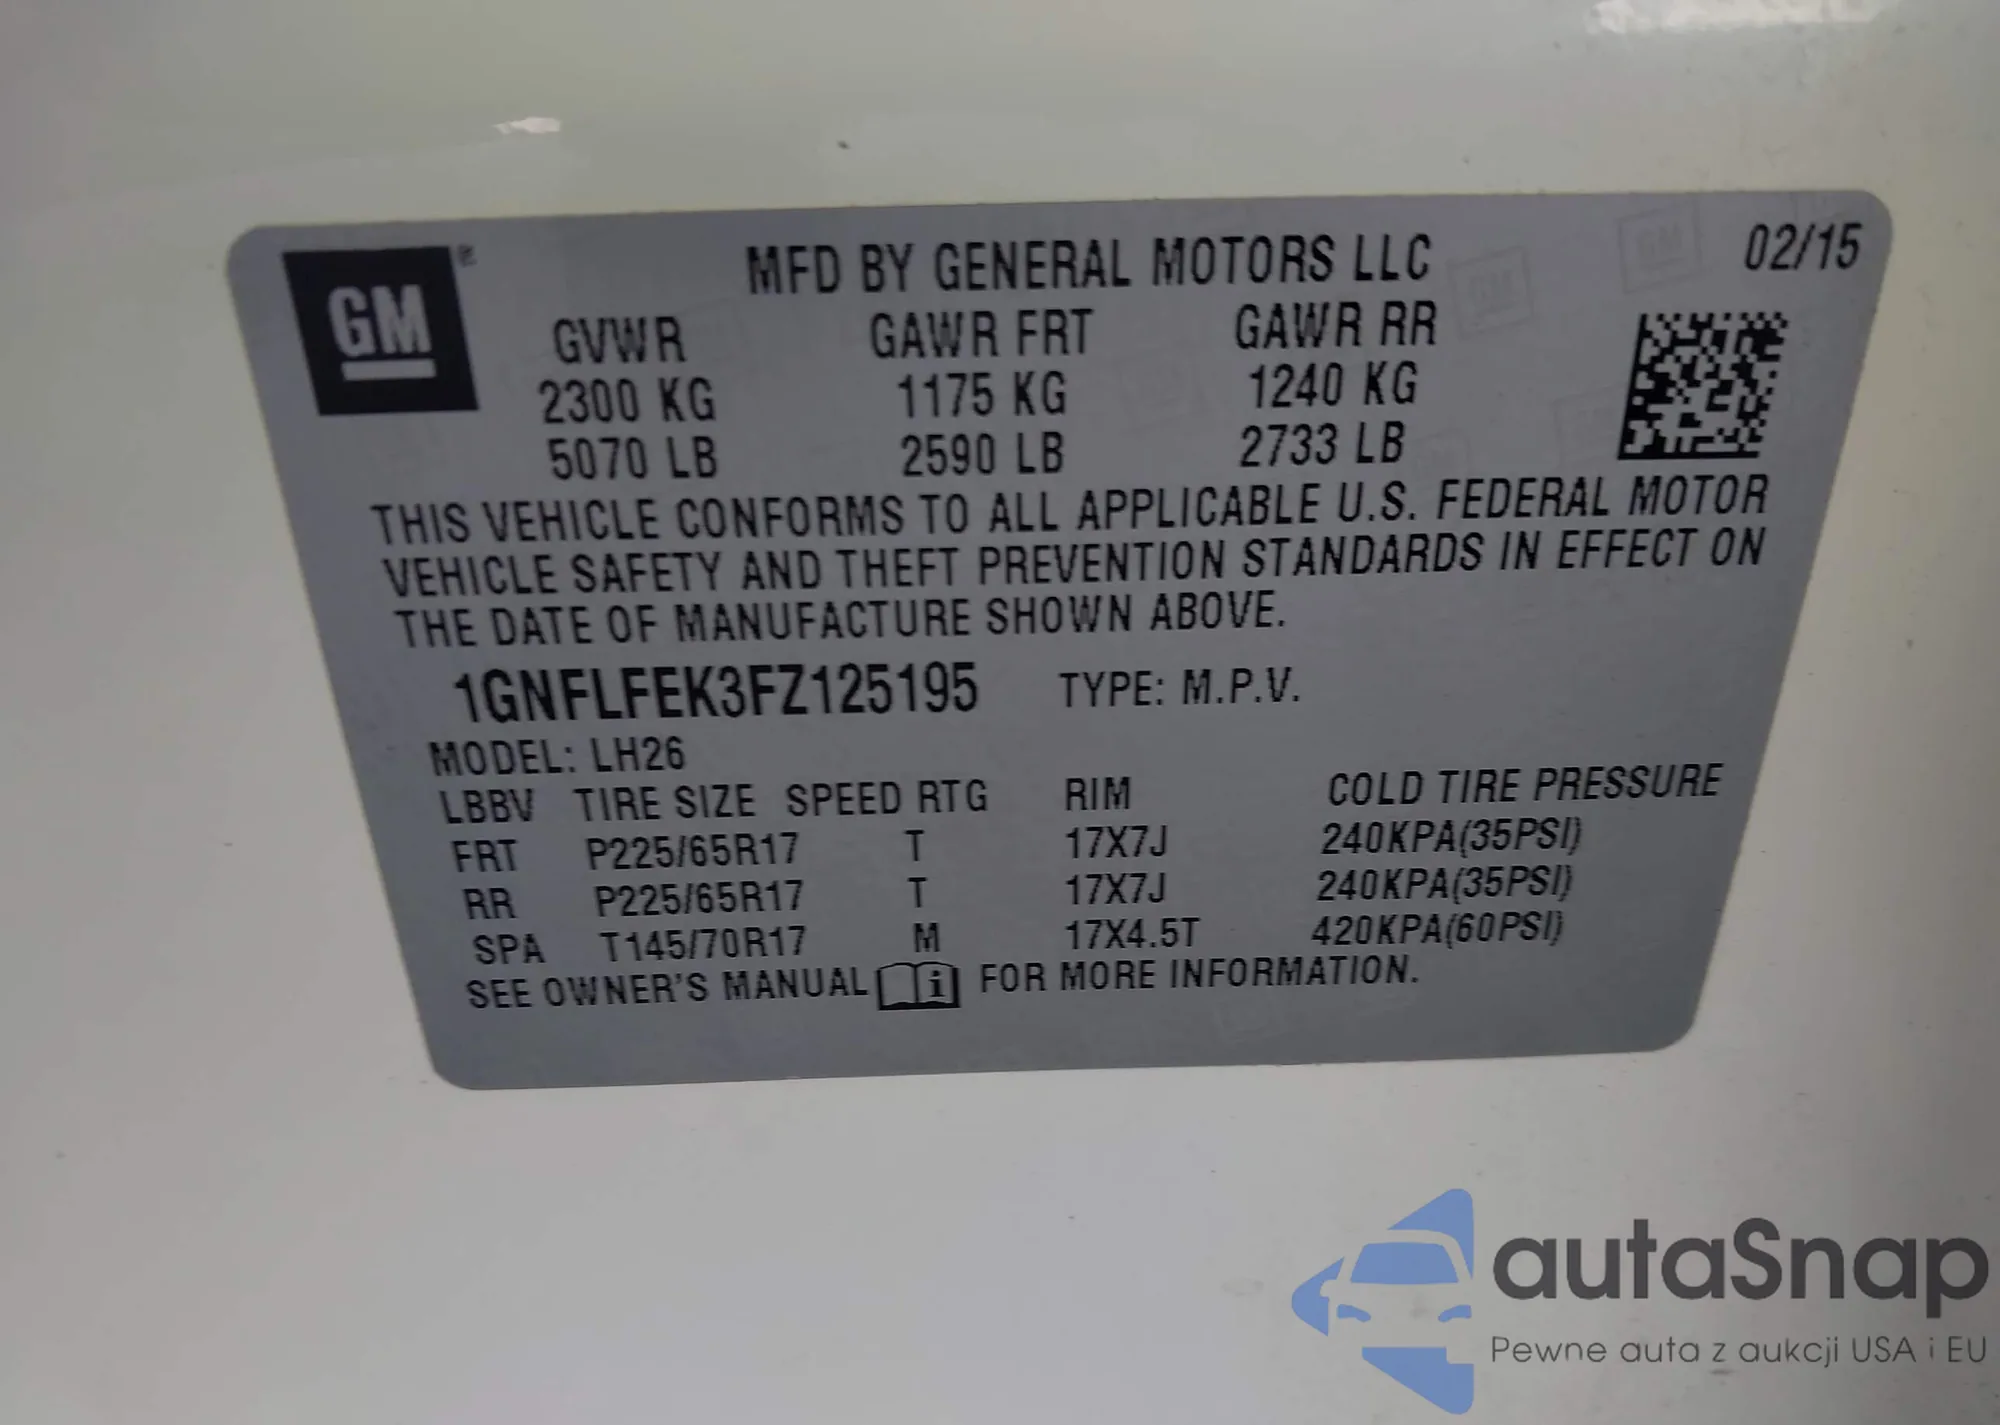 GM®
MFD BY GENERAL MOTORS LLC 02/15
GVWR GAWR FRT GAWR RR
2300 KG 1175 KG 1240 KG
5070 LB 2590 LB 2733 LB
THIS VEHICLE CONFORMS TO ALL APPLICABLE U.S. FEDERAL MOTOR
VEHICLE SAFETY AND THEFT PREVENTION STANDARDS IN EFFECT ON
THE DATE OF MANUFACTURE SHOWN ABOVE.
1GNFLFEK3FZ125195 TYPE: M.P.V.
MODEL: LH26
LBBV TIRE SIZE SPEED RTG RIM COLD TIRE PRESSURE
FRT P225/65R17 T 17X7J 240KPA(35PSI)
RR P225/65R17 T 17X7J 240KPA(35PSI)
SPA T145/70R17 M 17X4.5T 420KPA(60PSI)
SEE OWNER'S MANUAL i FOR MORE INFORMATION.
autaSnap
Pewne auta z aukcji USA i EU